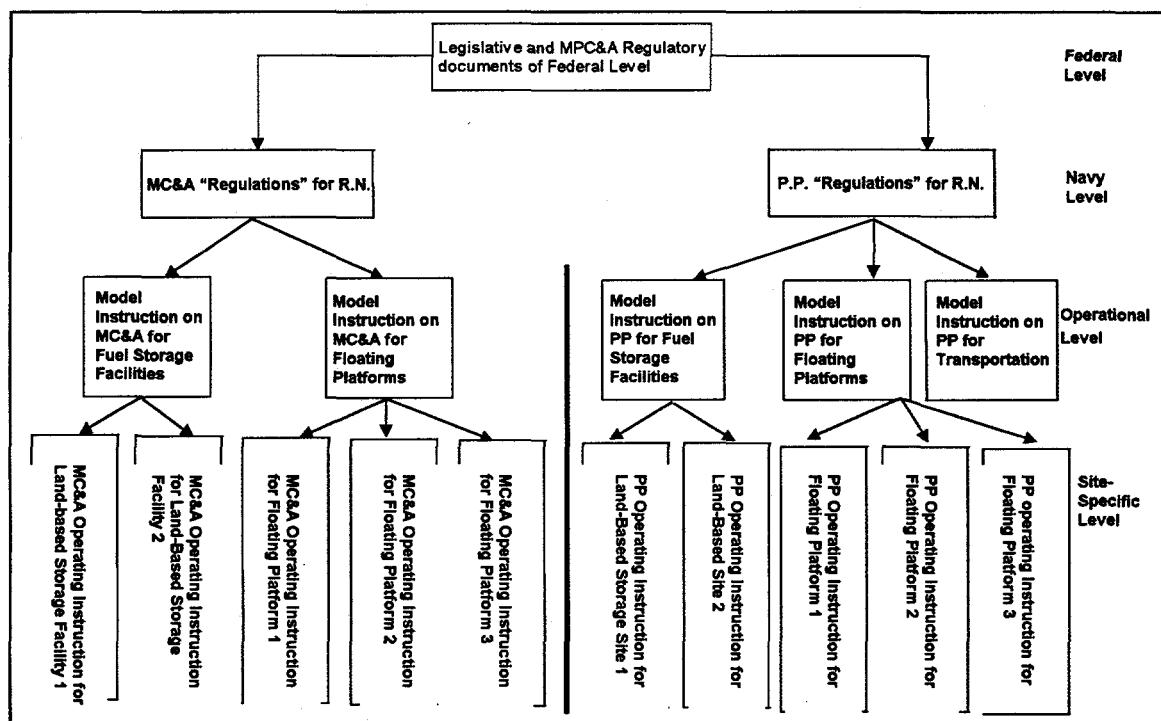 Legislative and MPC&A Regulatory
documents of Federal Level
Federal
Level
MC&A “Regulations” for R.N.
P.P. “Regulations” for R.N.
Navy
Level
Model
Instruction on
MC&A for
Fuel Storage
Facilities
Model
Instruction on
MC&A for
Floating
Platforms
Model
Instruction on
PP for Fuel
Storage
Facilities
Model
Instruction on
PP for
Floating
Platforms
Model
Instruction on
PP for
Transportation
Operational
Level
MC&A Operating Instruction for
Land-based Storage Facility 1
MC&A Operating Instruction
for Land-Based Storage
Facility 2
MC&A Operating Instruction
for Floating Platform 1
MC&A Operating Instruction
for Floating Platform 2
MC&A Operating Instruction
for Floating Platform 3
PP Operating Instruction for
Land-Based Storage Site 1
PP Operating Instruction for
Land-Based Site 2
PP Operating Instruction for
Floating Platform 1
PP Operating Instruction for
Floating Platform 2
PP operating Instruction for
Floating Platform 3
Site-
Specific
Level